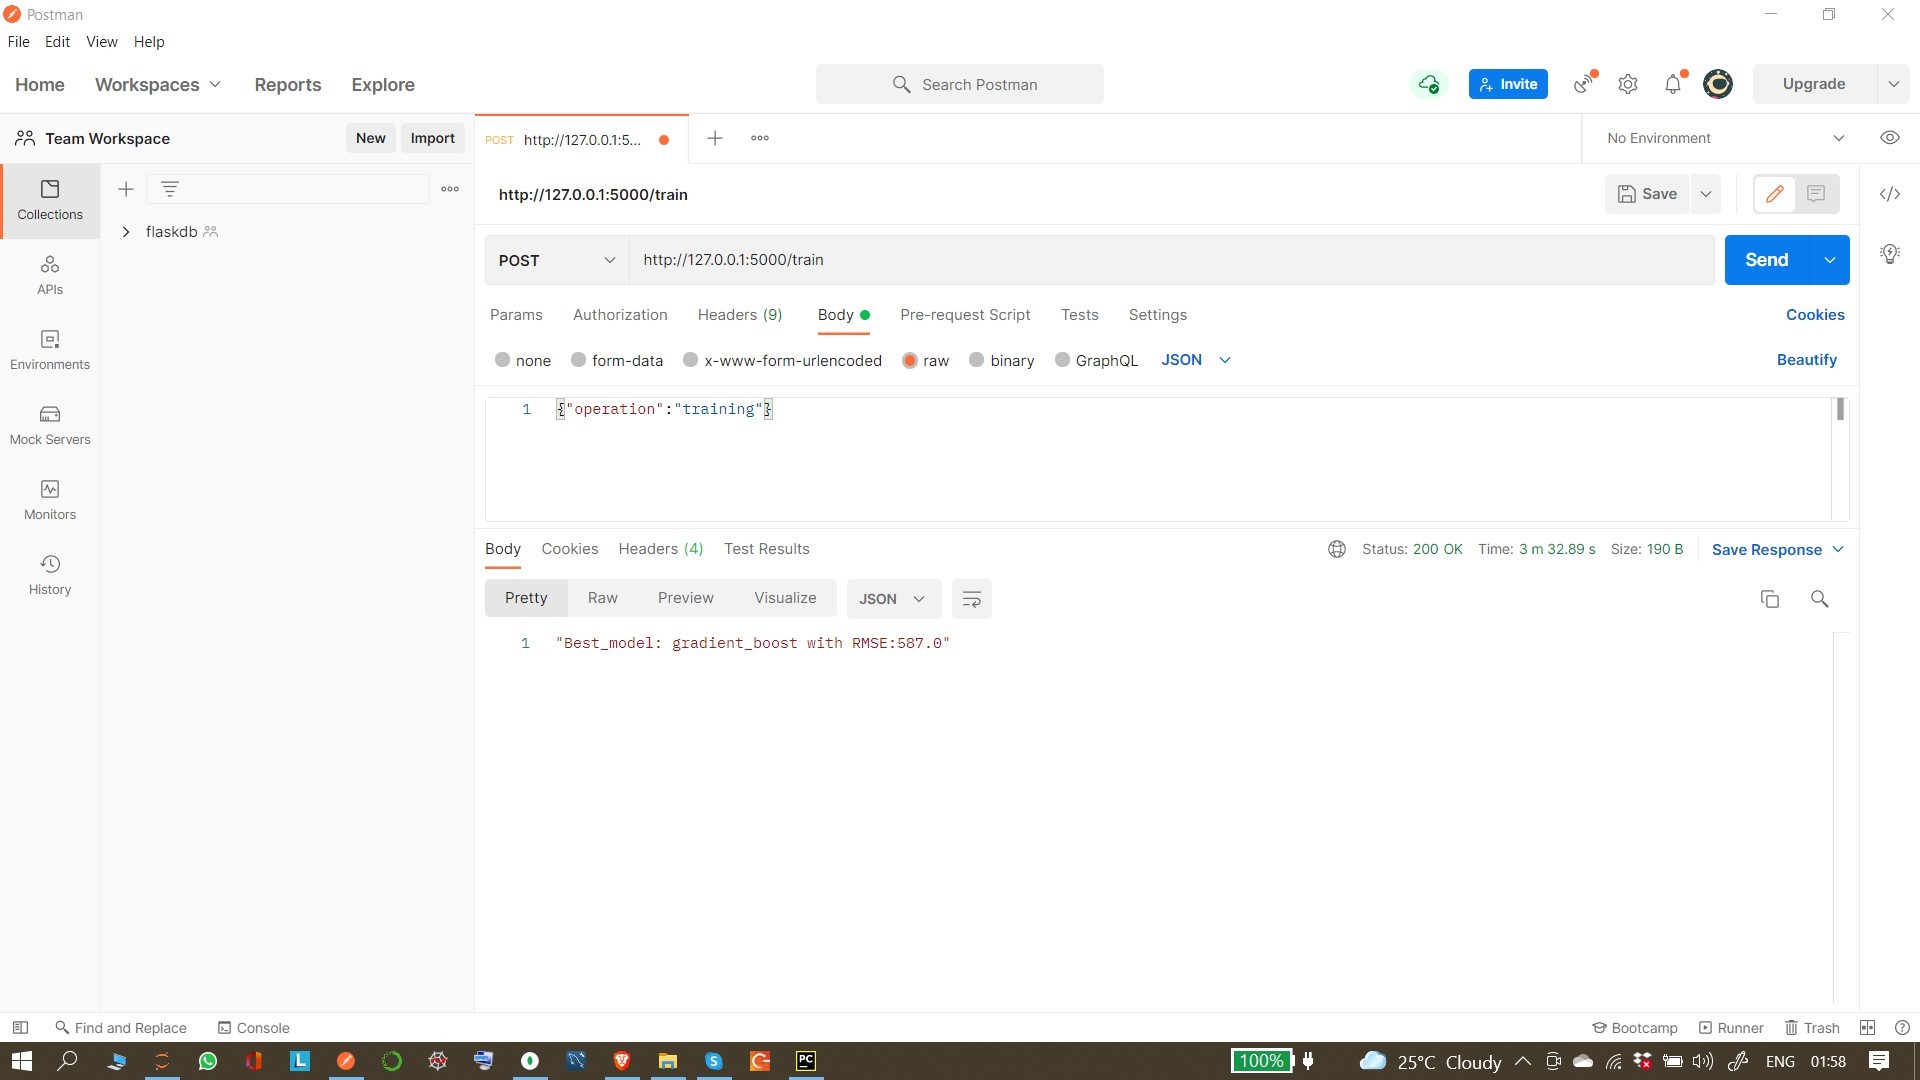 Postman
File Edit View Help
Home Workspaces Reports Explore Search Postman Invite Upgrade
Team Workspace New Import POST http://127.0.0.1:5... No Environment
http://127.0.0.1:5000/train Save
Collections
flaskdb
POST http://127.0.0.1:5000/train Send
APIs
Params Authorization Headers (9) Body Pre-request Script Tests Settings Cookies
Environments
none form-data x-www-form-urlencoded raw binary GraphQL JSON Beautify
1 {"operation":"training"}
Mock Servers
Monitors
Body Cookies Headers (4) Test Results Status: 200 OK Time: 3 m 32.89 s Size: 190 B Save Response
History
Pretty Raw Preview Visualize JSON
1 "Best_model: gradient_boost with RMSE:587.0"
Find and Replace Console Bootcamp Runner Trash
L C PC 100% 25°C Cloudy ENG 01:58